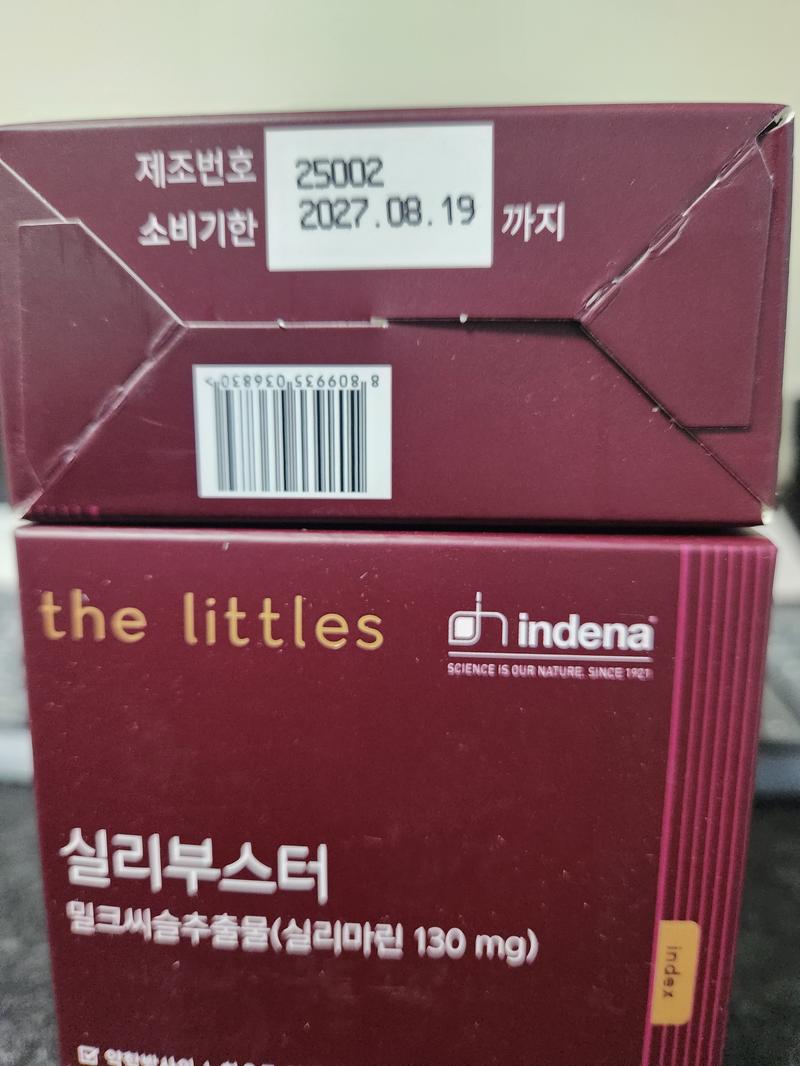 제조번호 25002
소비기한 2027.08.19 까지
8 809935 036830 >
the littles
indena
SCIENCE IS OUR NATURE. SINCE 1921
실리부스터
밀크씨슬추출물(실리마린 130 mg)
index